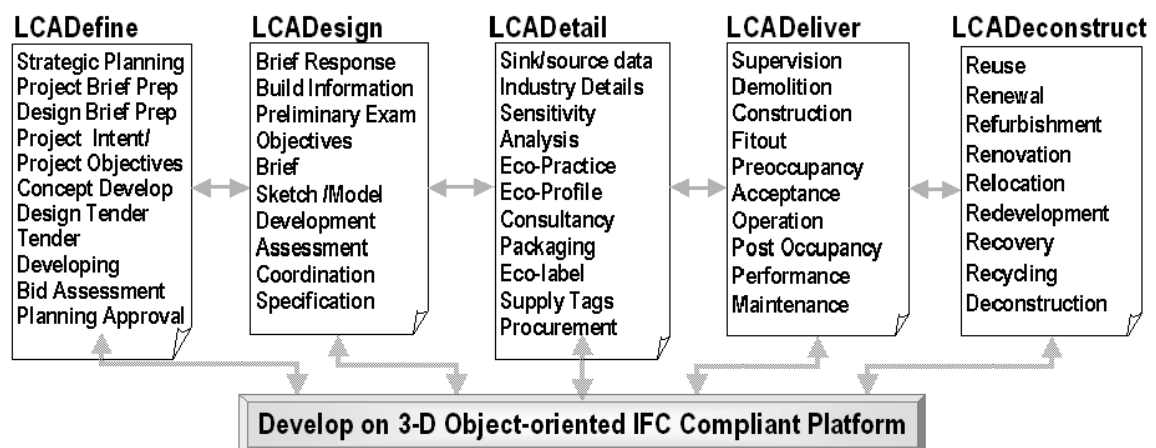 LCADefine
Strategic Planning
Project Brief Prep
Design Brief Prep
Project Intent/
Project Objectives
Concept Develop
Design Tender
Tender
Developing
Bid Assessment
Planning Approval
LCADesign
Brief Response
Build Information
Preliminary Exam
Objectives
Brief
Sketch /Model
Development
Assessment
Coordination
Specification
LCADetail
Sink/source data
Industry Details
Sensitivity
Analysis
Eco-Practice
Eco-Profile
Consultancy
Packaging
Eco-label
Supply Tags
Procurement
LCADeliver
Supervision
Demolition
Construction
Fitout
Preoccupancy
Acceptance
Operation
Post Occupancy
Performance
Maintenance
LCADeconstruct
Reuse
Renewal
Refurbishment
Renovation
Relocation
Redevelopment
Recovery
Recycling
Deconstruction
Develop on 3-D Object-oriented IFC Compliant Platform